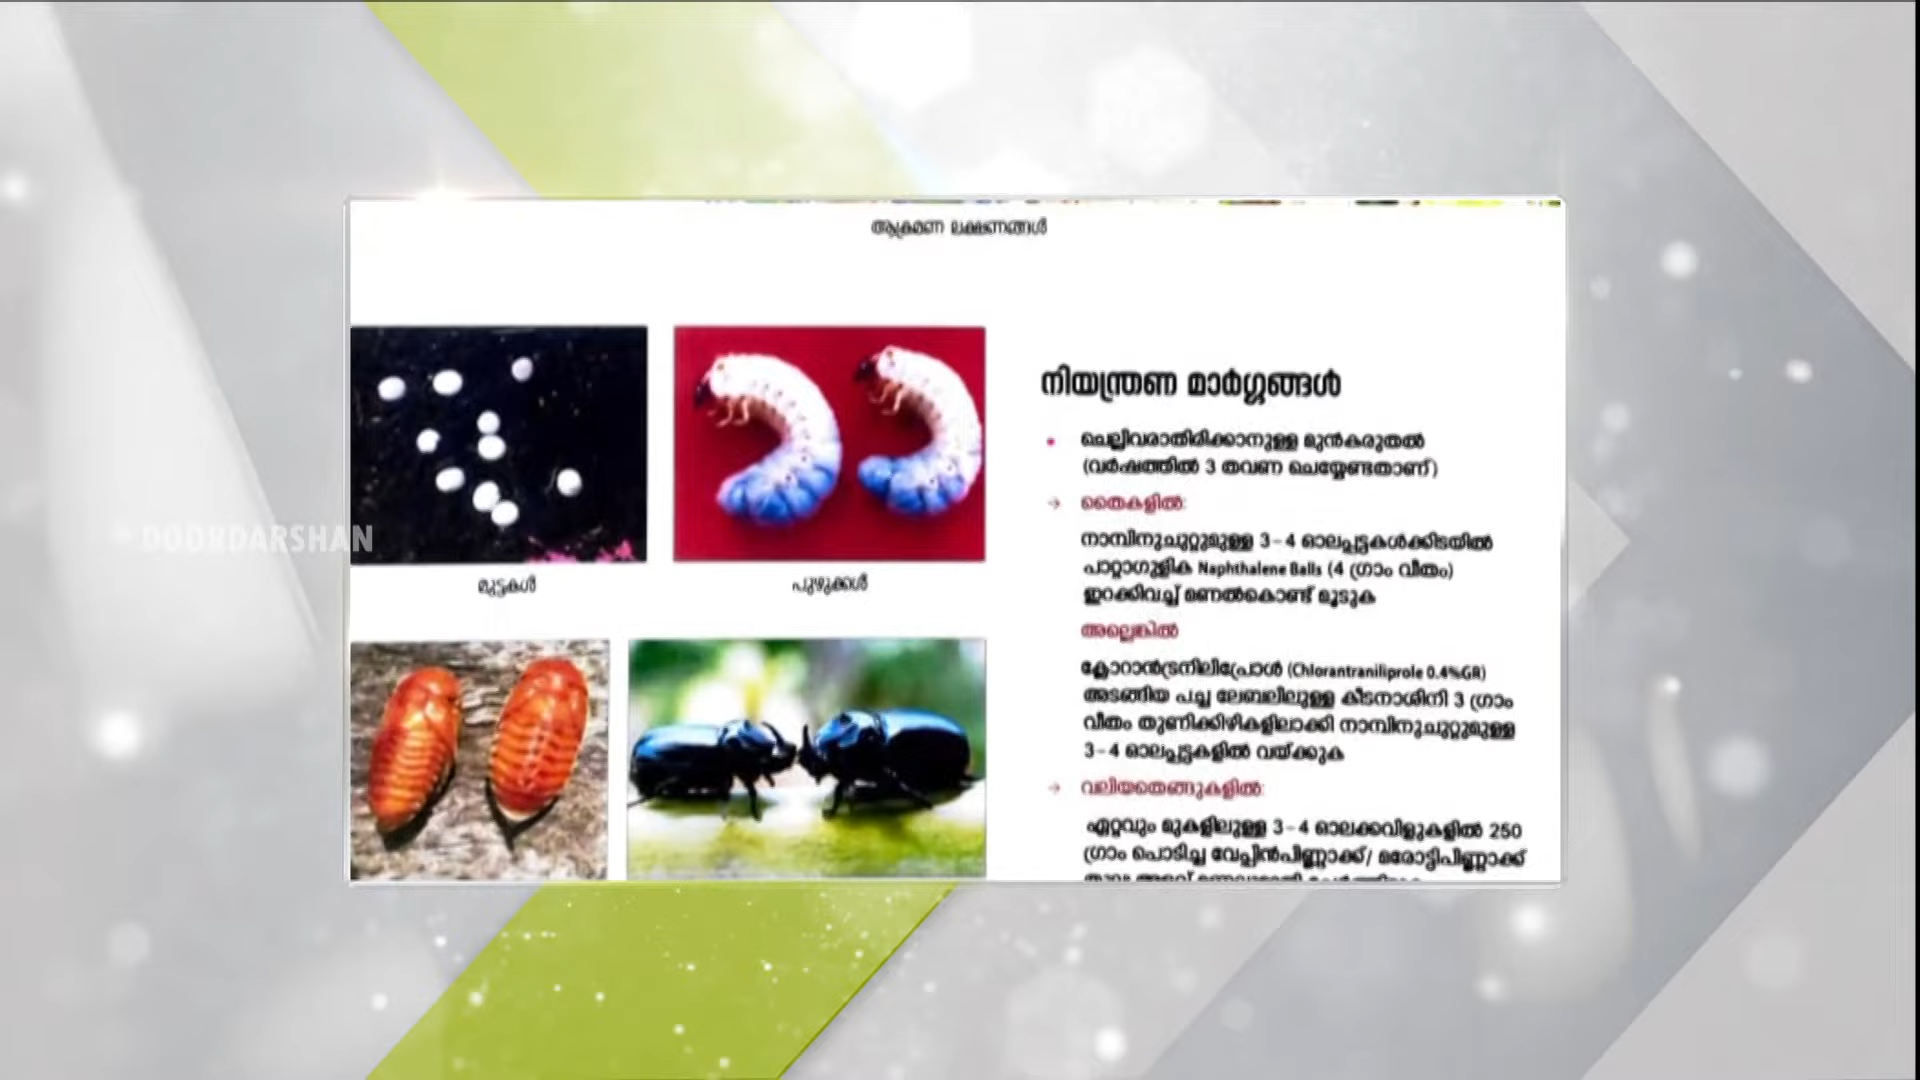 ആക്രമണ ലക്ഷണങ്ങൾ
മുട്ടകൾ
പുഴുക്കൾ
നിയന്ത്രണ മാർഗ്ഗങ്ങൾ
ചെല്ലിവരാതിരിക്കാനുള്ള മുൻകരുതൽ
(വർഷത്തിൽ 3 തവണ ചെയ്യേണ്ടതാണ്)
തൈകളിൽ:
നാമ്പിനുചുറ്റുമുള്ള 3-4 ഓലപ്പട്ടകൾക്കിടയിൽ
പാറ്റാഗുളിക Naphthalene Balls (4 ഗ്രാം വീതം)
ഇറക്കിവച്ച് മണൽകൊണ്ട് മൂടുക
അല്ലെങ്കിൽ
ക്ലോറാൻട്രനിലിപ്രോൾ (Chlorantraniliprole 0.4%GR)
അടങ്ങിയ പച്ച ലേബലിലുള്ള കീടനാശിനി 3 ഗ്രാം
വീതം തുണിക്കിഴികളിലാക്കി നാമ്പിനുചുറ്റുമുള്ള
3-4 ഓലപ്പട്ടകളിൽ വയ്ക്കുക
വലിയതെങ്ങുകളിൽ:
ഏറ്റവും മുകളിലുള്ള 3-4 ഓലക്കവിളുകളിൽ 250
ഗ്രാം പൊടിച്ച വേപ്പിൻപിണ്ണാക്ക്/ മരോട്ടിപിണ്ണാക്ക്
DOORDARSHAN